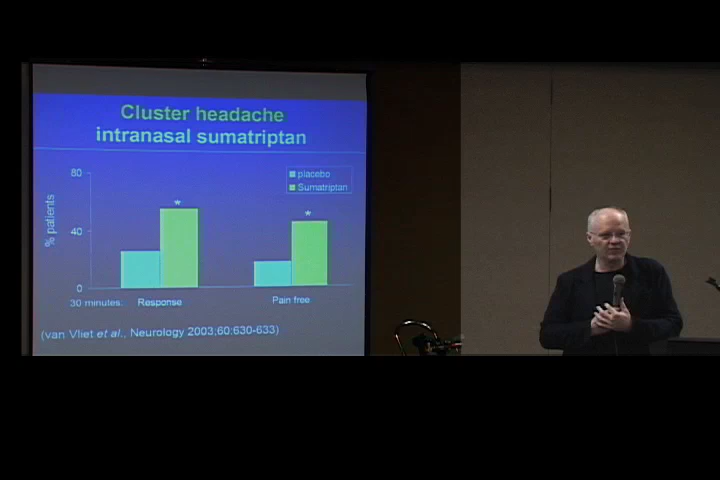 Cluster headache
intranasal sumatriptan
80
placebo
Sumatriptan
% patients
*
*
40
0
30 minutes. Response Pain free
(van Vliet et al., Neurology 2003;60:630-633)